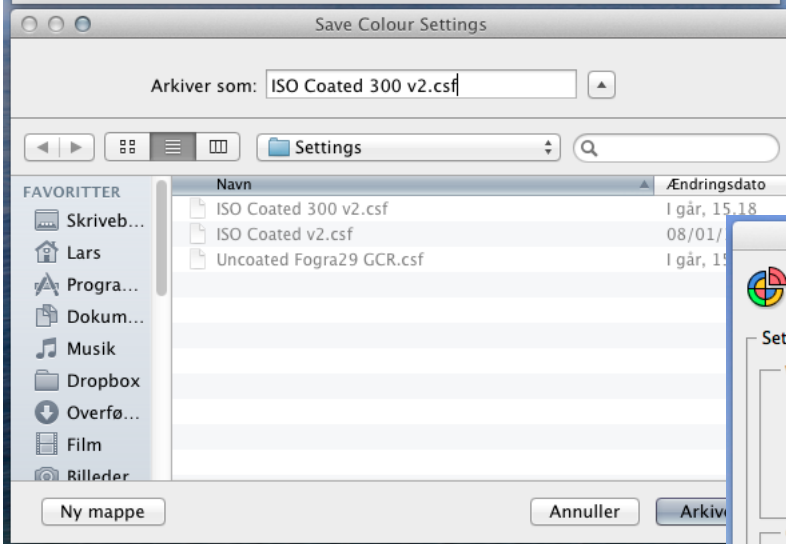 Save Colour Settings
Arkiver som: ISO Coated 300 v2.csf
Settings
FAVORITTER
Skriveb...
Lars
Progra...
Dokum...
Musik
Dropbox
Overfø...
Film
Billeder
Navn Ændringsdato
ISO Coated 300 v2.csf I går, 15.18
ISO Coated v2.csf 08/01/
Uncoated Fogra29 GCR.csf I går, 15
Set
Ny mappe Annuller Arkiv